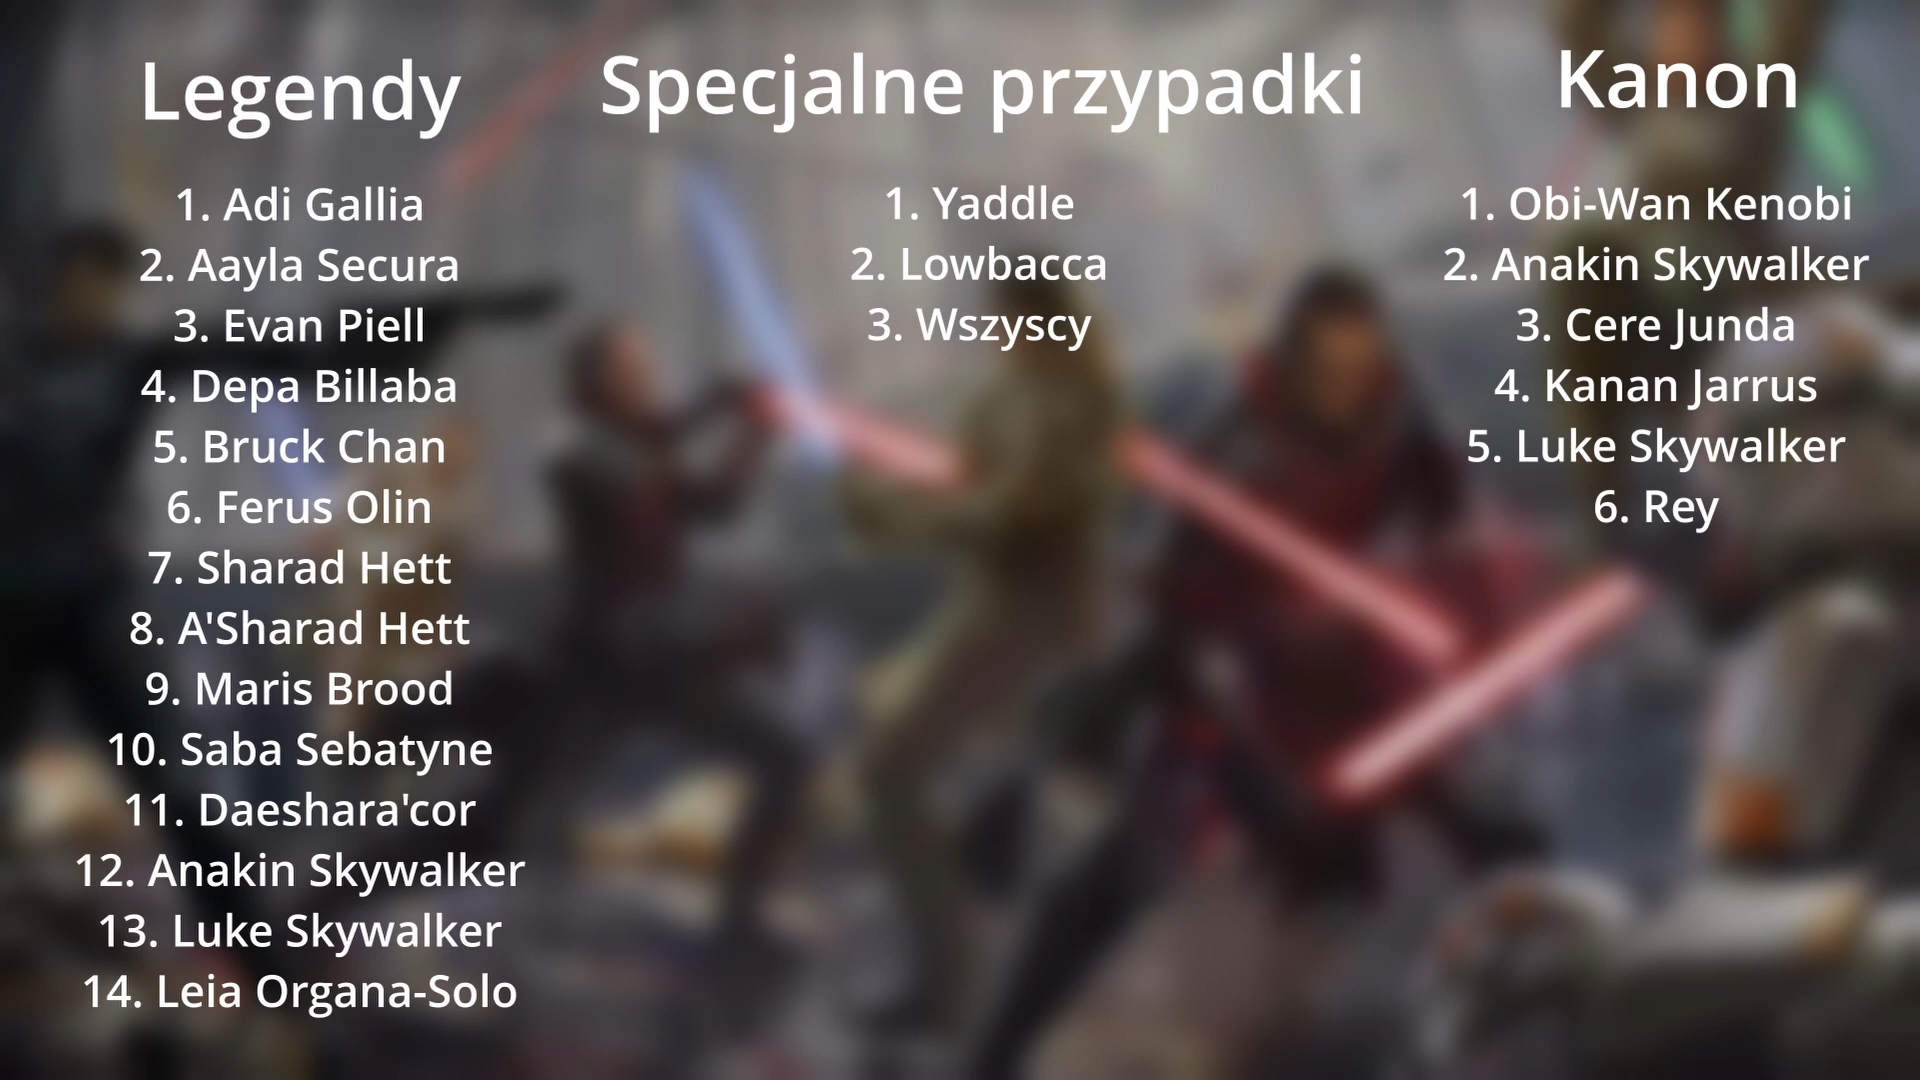 Legendy
1. Adi Gallia
2. Aayla Secura
3. Evan Piell
4. Depa Billaba
5. Bruck Chan
6. Ferus Olin
7. Sharad Hett
8. A'Sharad Hett
9. Maris Brood
10. Saba Sebatyne
11. Daeshara'cor
12. Anakin Skywalker
13. Luke Skywalker
14. Leia Organa-Solo
Specjalne przypadki
1. Yaddle
2. Lowbacca
3. Wszyscy
Kanon
1. Obi-Wan Kenobi
2. Anakin Skywalker
3. Cere Junda
4. Kanan Jarrus
5. Luke Skywalker
6. Rey